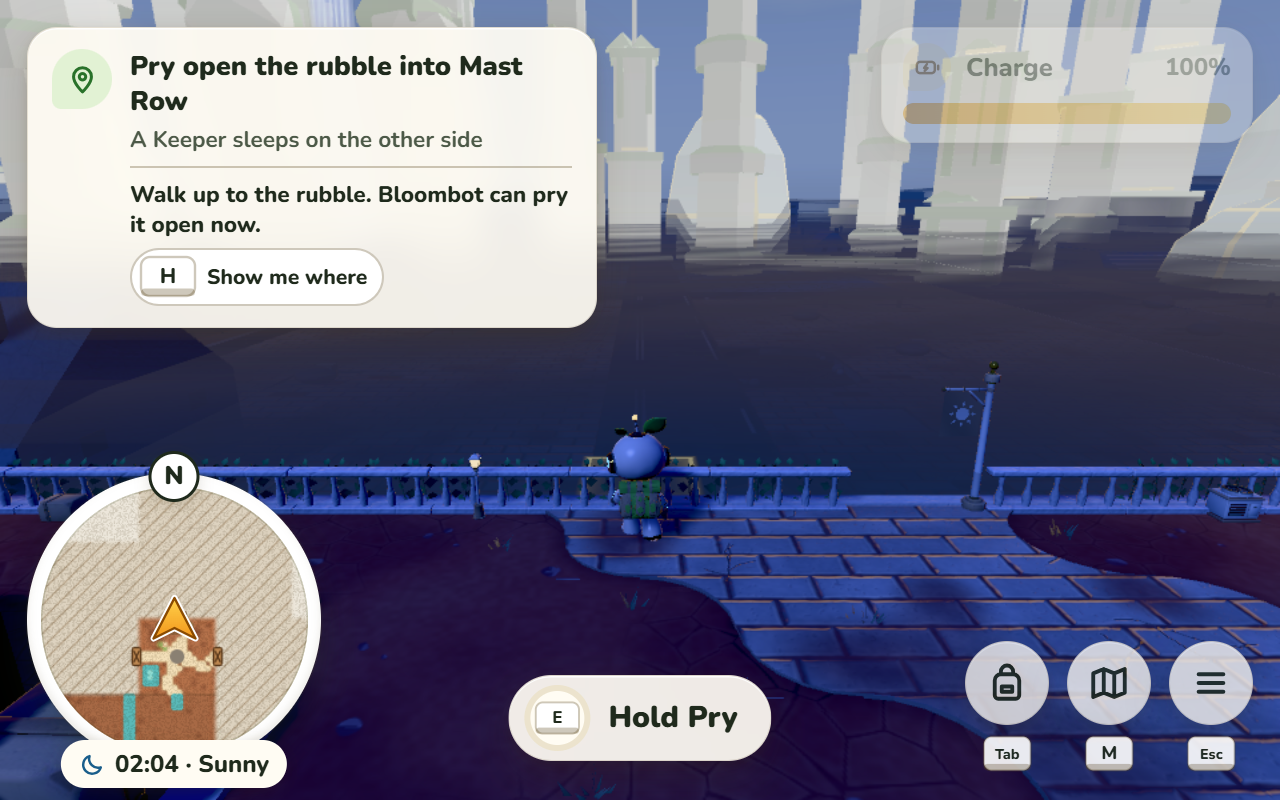 Pry open the rubble into Mast
Row
A Keeper sleeps on the other side
Walk up to the rubble. Bloombot can pry
it open now.
H Show me where
Charge 100%
N
02:04 · Sunny
E Hold Pry
Tab M Esc